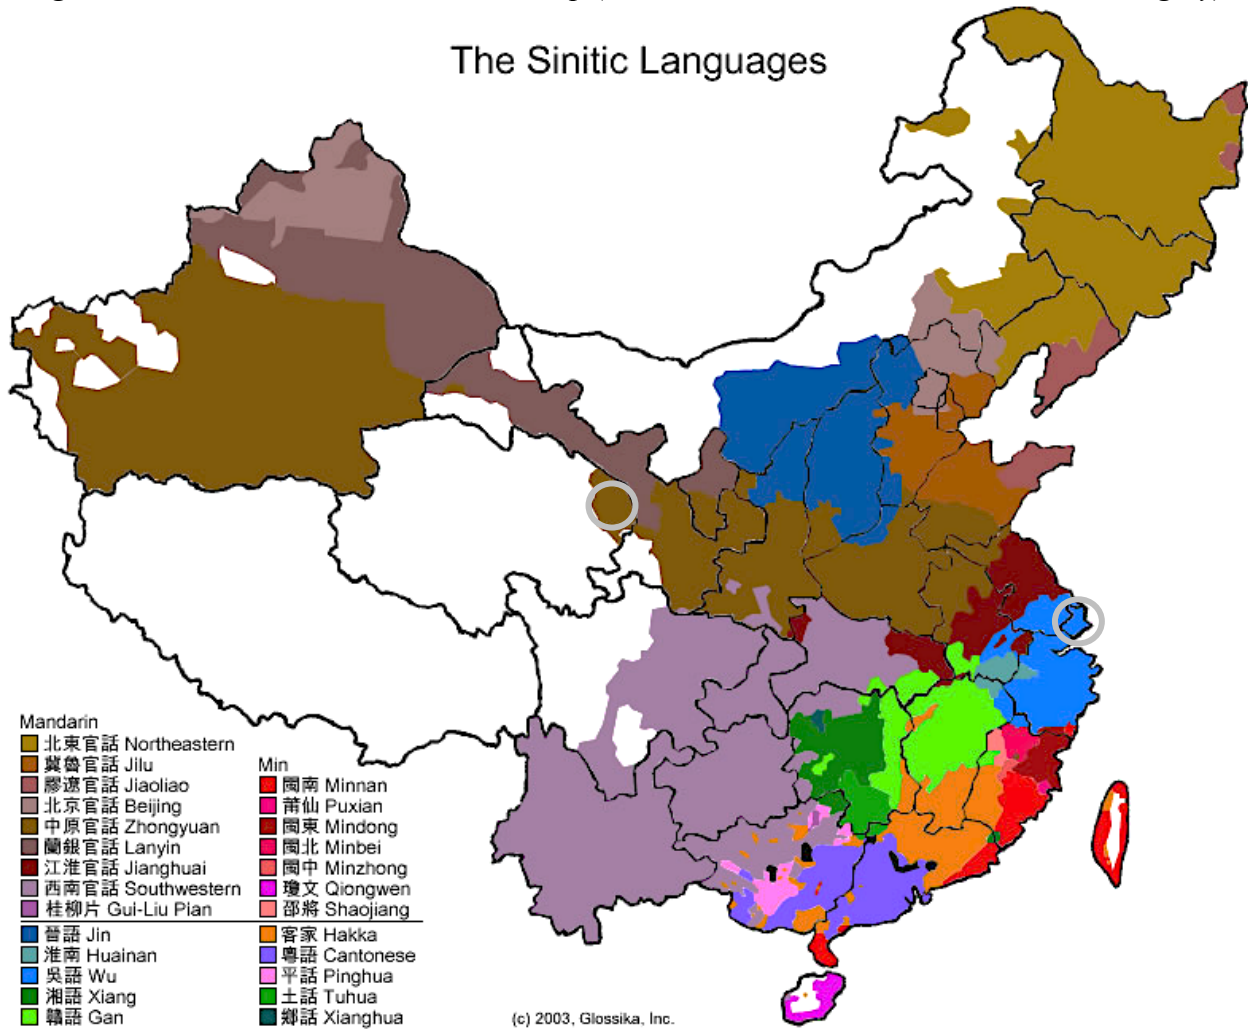 The Sinitic Languages
Mandarin
北東官話 Northeastern
冀魯官話 Jilu
膠遼官話 Jiaoliao
北京官話 Beijing
中原官話 Zhongyuan
蘭銀官話 Lanyin
江淮官話 Jianghuai
西南官話 Southwestern
桂柳片 Gui-Liu Pian
晉語 Jin
淮南 Huainan
吳語 Wu
湘語 Xiang
贛語 Gan
Min
閩南 Minnan
莆仙 Puxian
閩東 Mindong
閩北 Minbei
閩中 Minzhong
瓊文 Qiongwen
邵將 Shaojiang
客家 Hakka
粵語 Cantonese
平話 Pinghua
土話 Tuhua
鄉話 Xianghua
(c) 2003, Glossika, Inc.